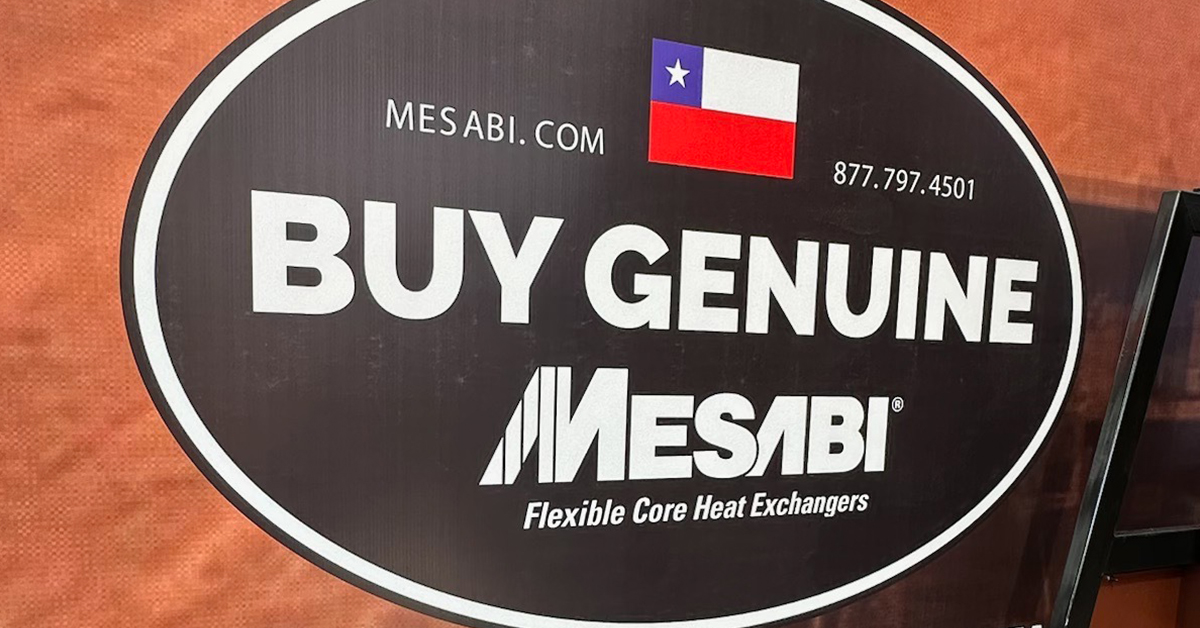 MESABI.COM
877.797.4501
BUY GENUINE
MESABI®
Flexible Core Heat Exchangers